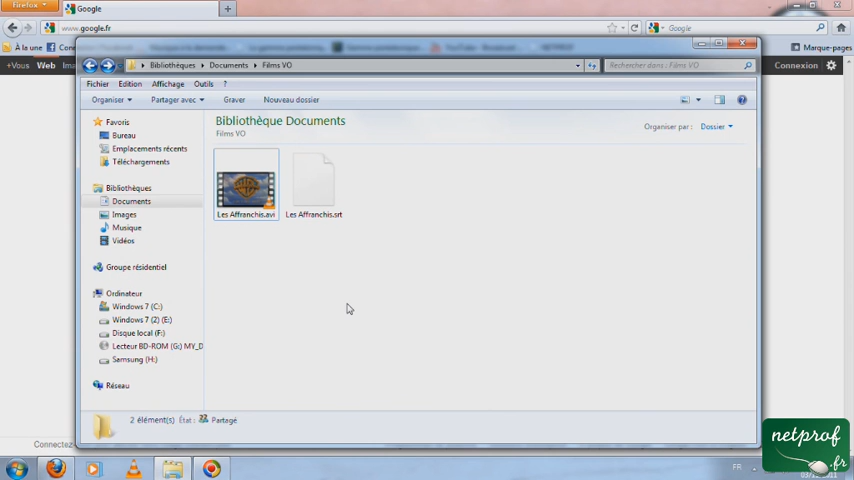 Firefox
Google
www.google.fr
Google
À la une
Marque-pages
+Vous Web
Connexion
Bibliothèques Documents Films VO
Rechercher dans : Films VO
Fichier Edition Affichage Outils ?
Organiser Partager avec Graver Nouveau dossier
Favoris
Bureau
Emplacements récents
Téléchargements
Bibliothèques
Documents
Images
Musique
Vidéos
Groupe résidentiel
Ordinateur
Windows 7 (C:)
Windows 7 (2) (E:)
Disque local (F:)
Lecteur BD-ROM (G:) MY_D
Samsung (H:)
Réseau
Bibliothèque Documents
Films VO
Organiser par : Dossier
Les Affranchis.avi
Les Affranchis.srt
2 élément(s) État : Partagé
Connectez
FR
netprof
.fr